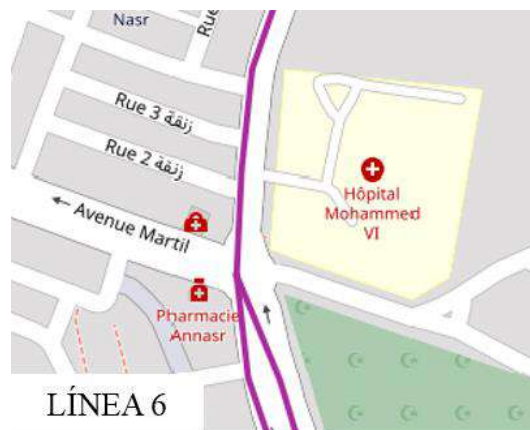 Nasr
Rue
Rue 3 زنقة
Rue 2 زنقة
← Avenue Martil
Hôpital
Mohammed
VI
Pharmacie
Annasr
LÍNEA 6